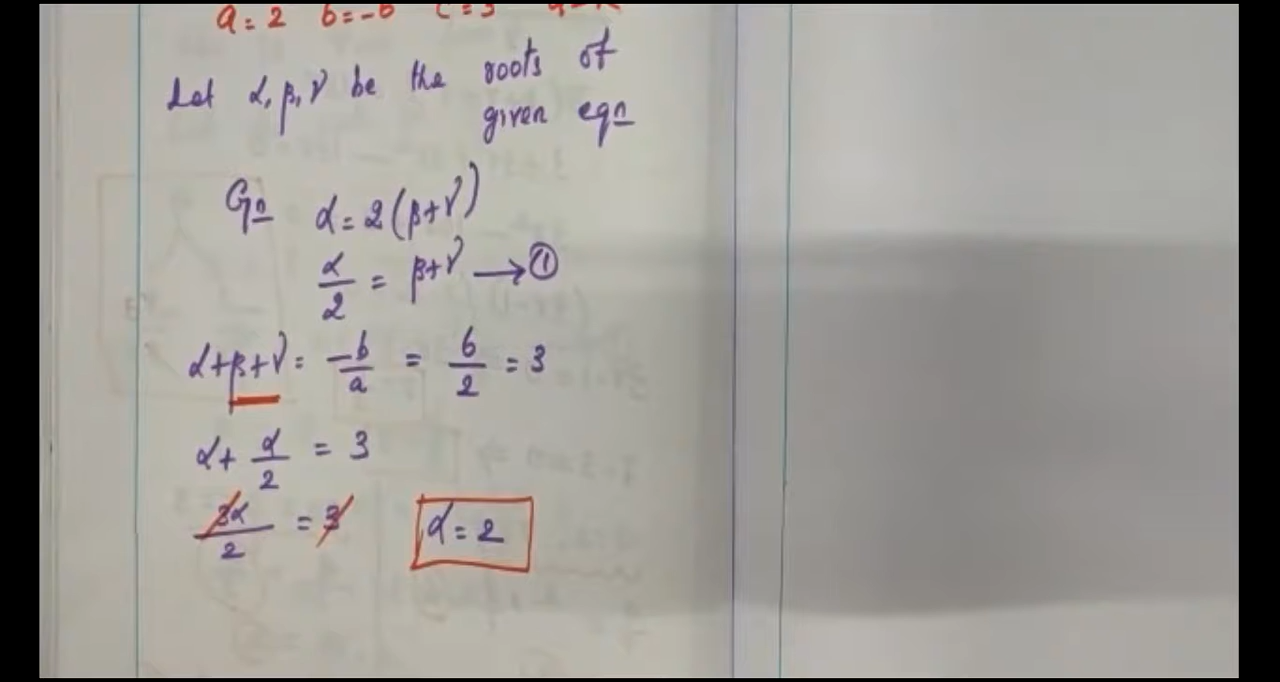 a = 2 b = -6 c = 3
Let α, β, γ be the roots of
given eqn
Gn α = 2(β+γ)
α/2 = β+γ → ①
α+β+γ = -b/a = 6/2 = 3
α + α/2 = 3
3α/2 = 3 α = 2